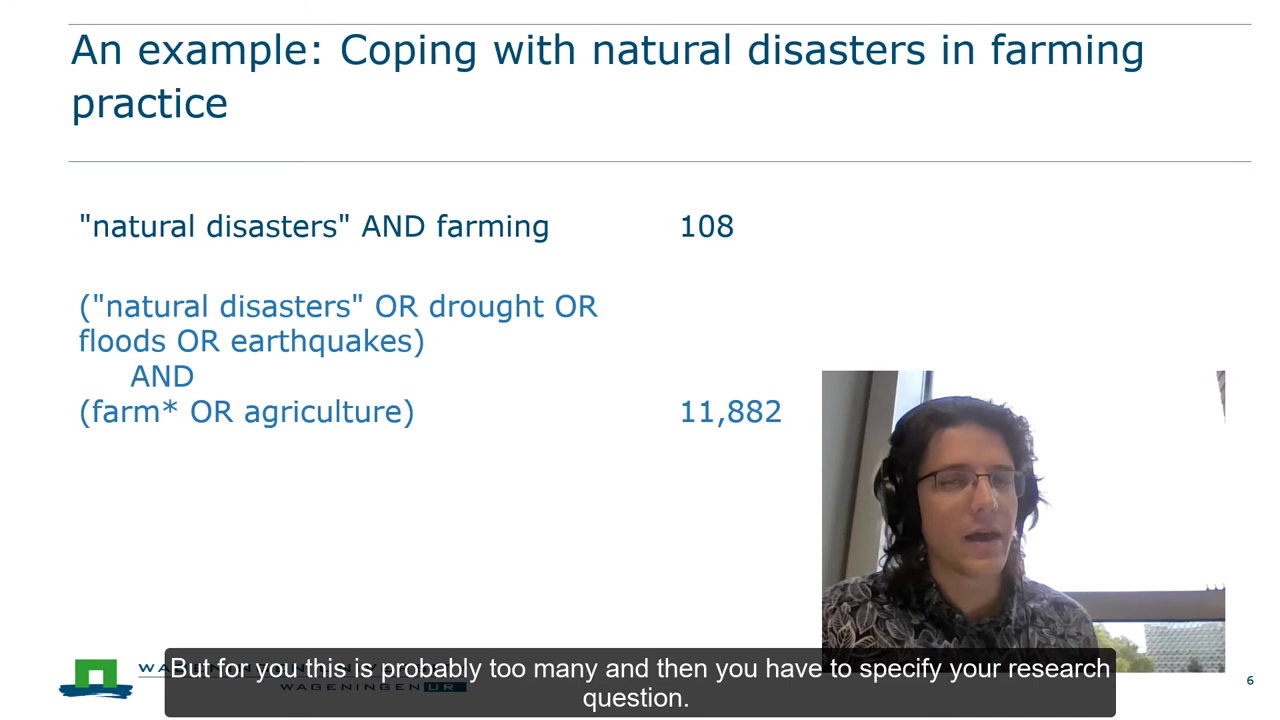 An example: Coping with natural disasters in farming
practice
"natural disasters" AND farming 108
("natural disasters" OR drought OR
floods OR earthquakes)
AND
(farm* OR agriculture) 11,882
But for you this is probably too many and then you have to specify your research
question.
WAGENINGEN UR
6